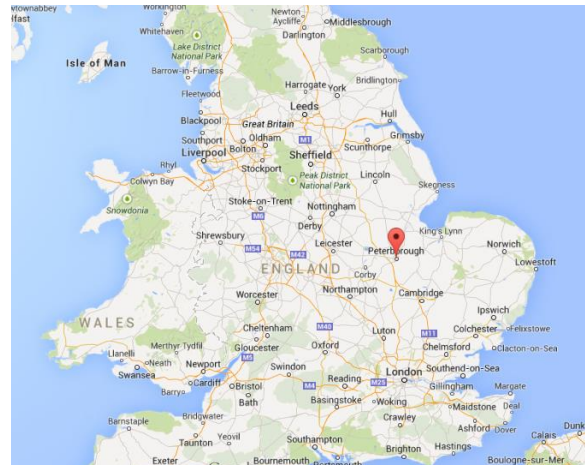 wtownabbey
lfast
Newton
Aycliffe
Middlesbrough
Whitehaven
Darlington
Lake District
National Park
Scarborough
Isle of Man
Barrow-in-Furness
Bridlington
Harrogate
York
Fleetwood
Leeds
Blackpool
Great Britain
Hull
Southport
Bolton
Oldham
M1
Grimsby
Liverpool
Sheffield
Scunthorpe
Stockport
Rhyl
Colwyn Bay
Peak District
National Park
Lincoln
Skegness
Snowdonia
Stoke-on-Trent
Nottingham
M6
Derby
King's Lynn
Shrewsbury
Leicester
Peterborough
Norwich
M54
M42
Lowestoft
ENGLAND
Corby
Worcester
Northampton
Cambridge
Ipswich
WALES
Cheltenham
M40
Luton
M11
Colchester
Felixstowe
Merthyr Tydfil
Gloucester
Oxford
Chelmsford
Clacton-on-Sea
Llanelli
Neath
Newport
M5
Swindon
London
Southend-on-Sea
Swansea
Cardiff
Bristol
M4
Reading
M25
Gillingham
Margate
Barry
Bath
Basingstoke
Woking
Maidstone
Deal
Barnstaple
Bridgwater
Crawley
Ashford
Dover
Calais
Dunk
Taunton
Yeovil
Southampton
Hastings
Exeter
Bournemouth
Portsmouth
Brighton
Boulogne-sur-Mer